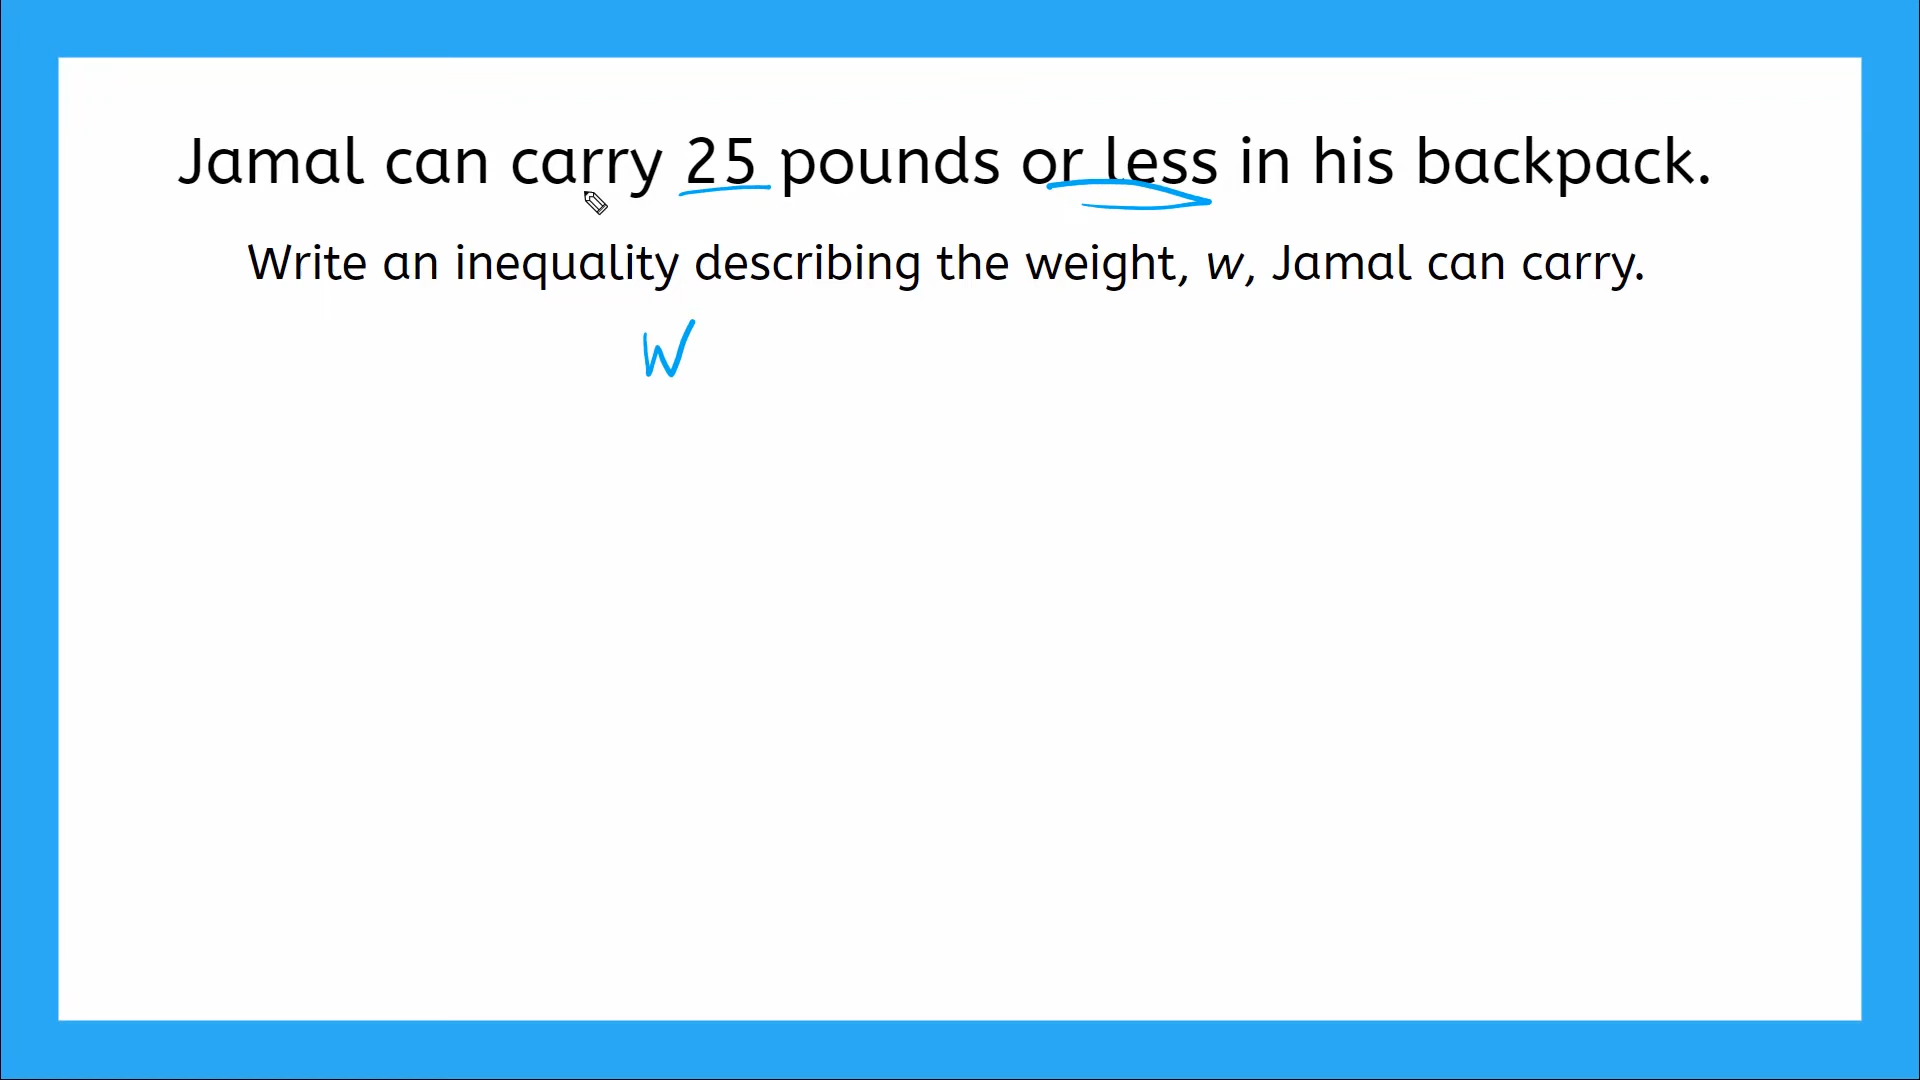 Jamal can carry 25 pounds or less in his backpack.
Write an inequality describing the weight, w, Jamal can carry.
W